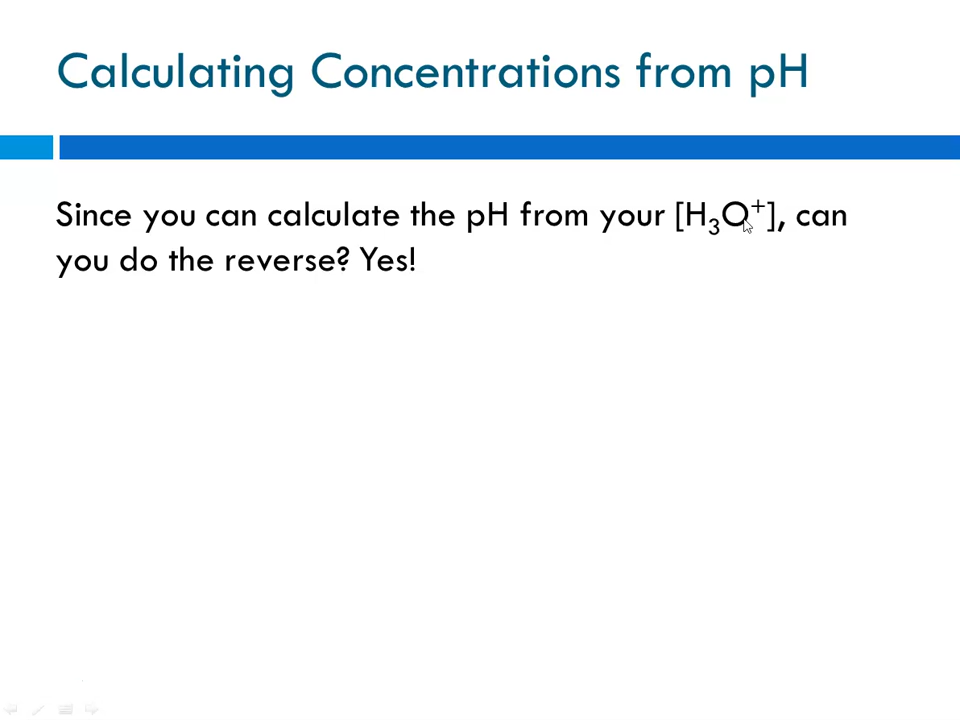 Calculating Concentrations from pH
Since you can calculate the pH from your [H₃O⁺], can
you do the reverse? Yes!